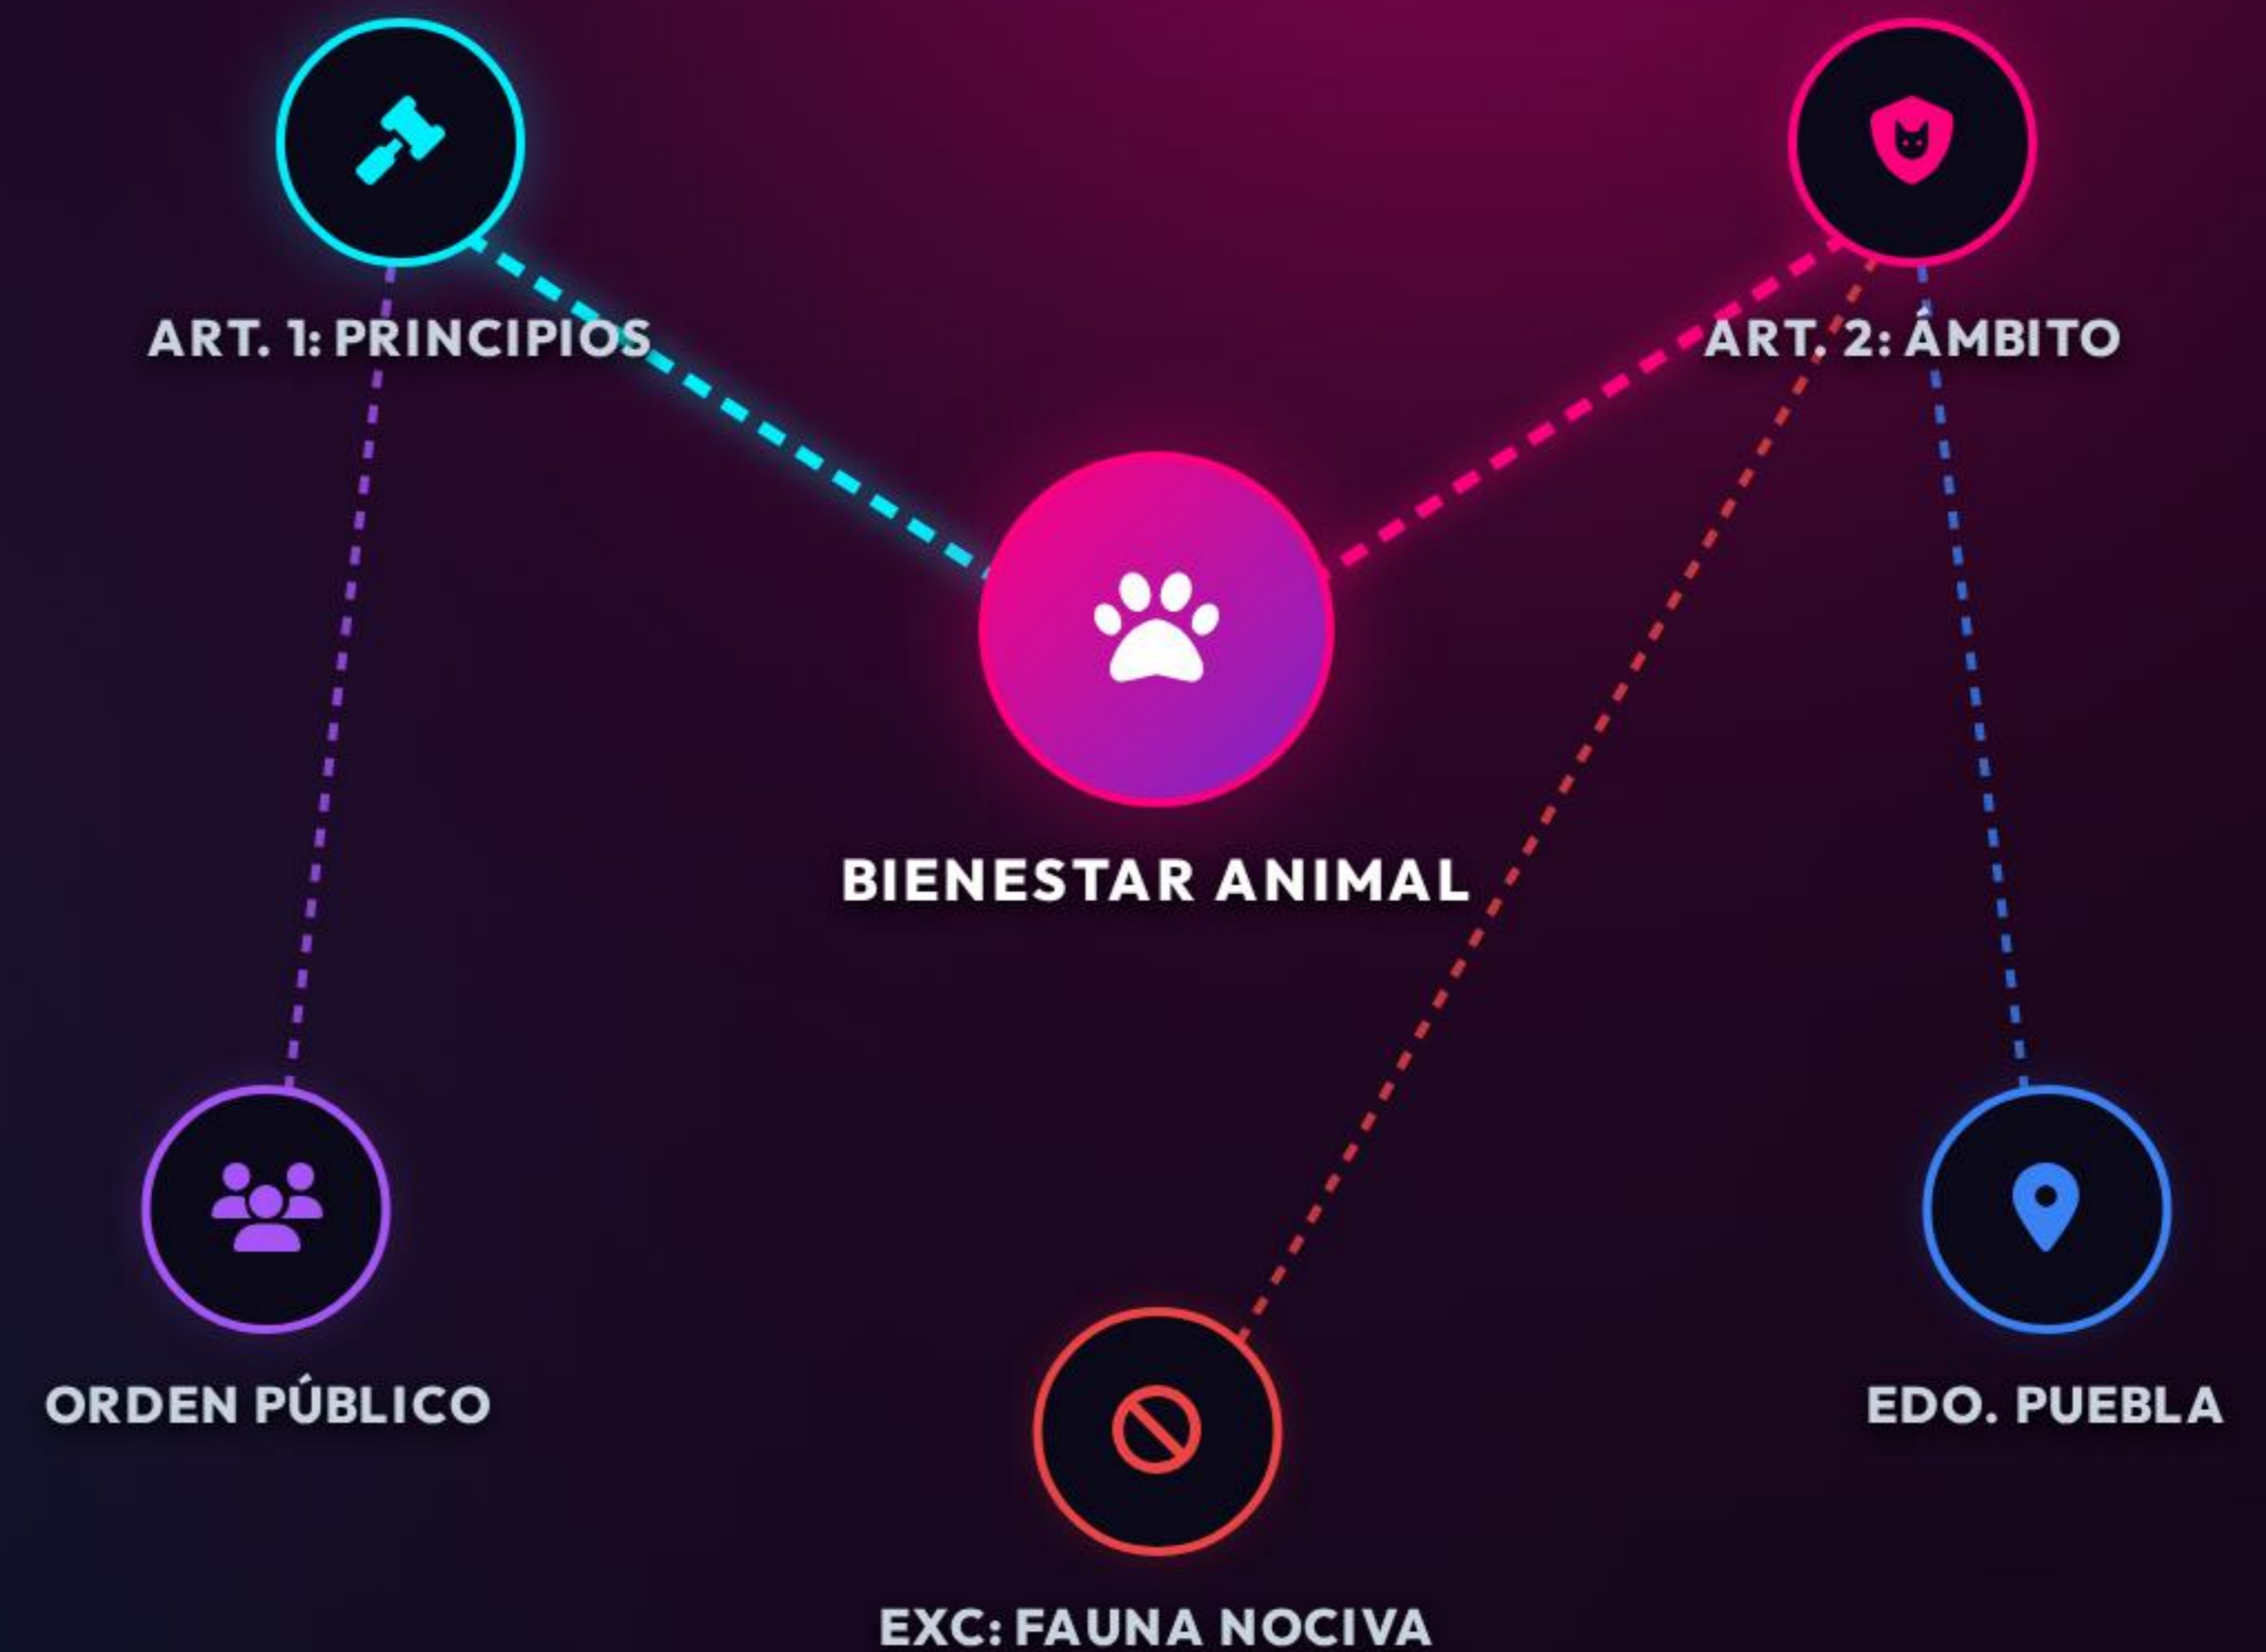 ART. 1: PRINCIPIOS
ART. 2: ÁMBITO
BIENESTAR ANIMAL
ORDEN PÚBLICO
EDO. PUEBLA
EXC: FAUNA NOCIVA